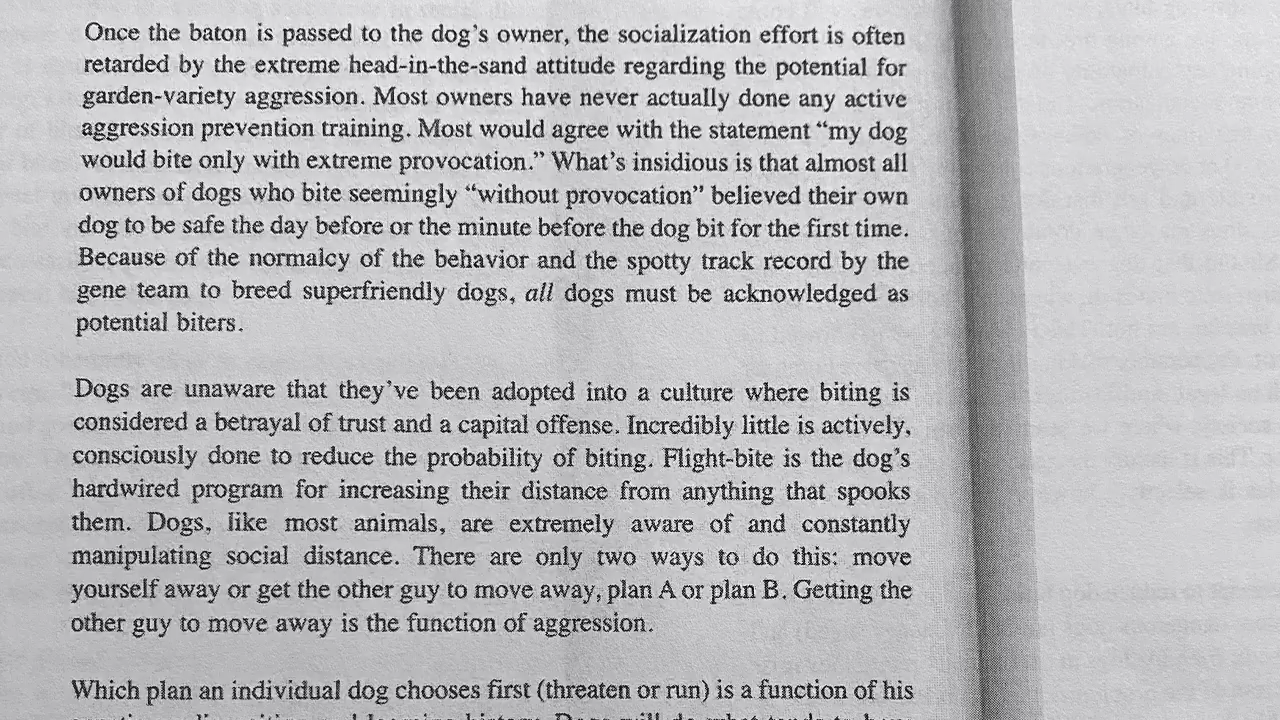 Once the baton is passed to the dog's owner, the socialization effort is often
retarded by the extreme head-in-the-sand attitude regarding the potential for
garden-variety aggression. Most owners have never actually done any active
aggression prevention training. Most would agree with the statement “my dog
would bite only with extreme provocation.” What's insidious is that almost all
owners of dogs who bite seemingly “without provocation” believed their own
dog to be safe the day before or the minute before the dog bit for the first time.
Because of the normalcy of the behavior and the spotty track record by the
gene team to breed superfriendly dogs, all dogs must be acknowledged as
potential biters.
Dogs are unaware that they've been adopted into a culture where biting is
considered a betrayal of trust and a capital offense. Incredibly little is actively,
consciously done to reduce the probability of biting. Flight-bite is the dog's
hardwired program for increasing their distance from anything that spooks
them. Dogs, like most animals, are extremely aware of and constantly
manipulating social distance. There are only two ways to do this: move
yourself away or get the other guy to move away, plan A or plan B. Getting the
other guy to move away is the function of aggression.
Which plan an individual dog chooses first (threaten or run) is a function of his